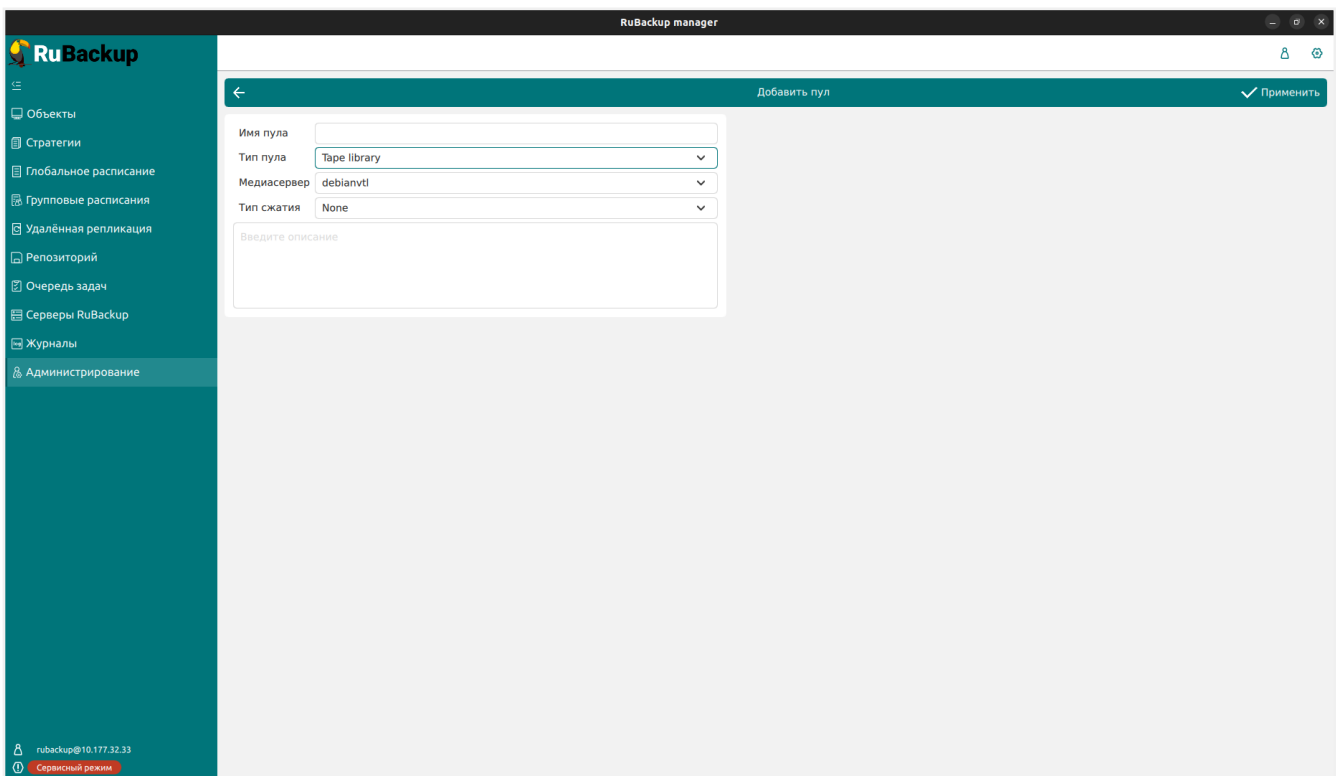 RuBackup manager
RuBackup
Объекты
Стратегии
Глобальное расписание
Групповые расписания
Удалённая репликация
Репозиторий
Очередь задач
Серверы RuBackup
Журналы
Администрирование
Добавить пул
Применить
Имя пула
Тип пула Tape library
Медиасервер debianvtl
Тип сжатия None
Введите описание
rubackup@10.177.32.33
Сервисный режим